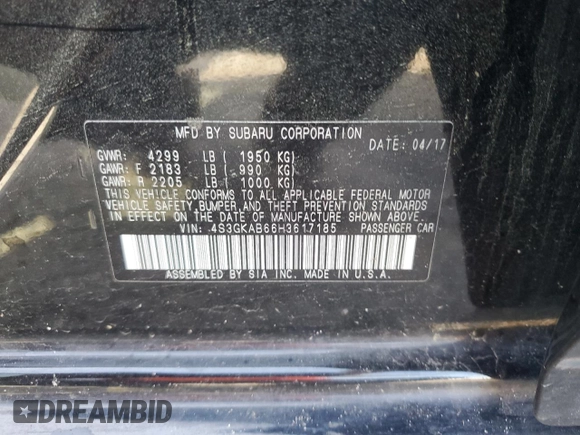 MFD BY SUBARU CORPORATION
DATE: 04/17
GVWR: 4299 LB ( 1950 KG)
GAWR: F 2183 LB ( 990 KG)
GAWR: R 2205 LB ( 1000 KG)
THIS VEHICLE CONFORMS TO ALL APPLICABLE FEDERAL MOTOR
VEHICLE SAFETY, BUMPER, AND THEFT PREVENTION STANDARDS
IN EFFECT ON THE DATE OF MANUFACTURE SHOWN ABOVE.
VIN: 4S3GKAB66H3617185 PASSENGER CAR
ASSEMBLED BY SIA INC. MADE IN U.S.A.
DREAMBID